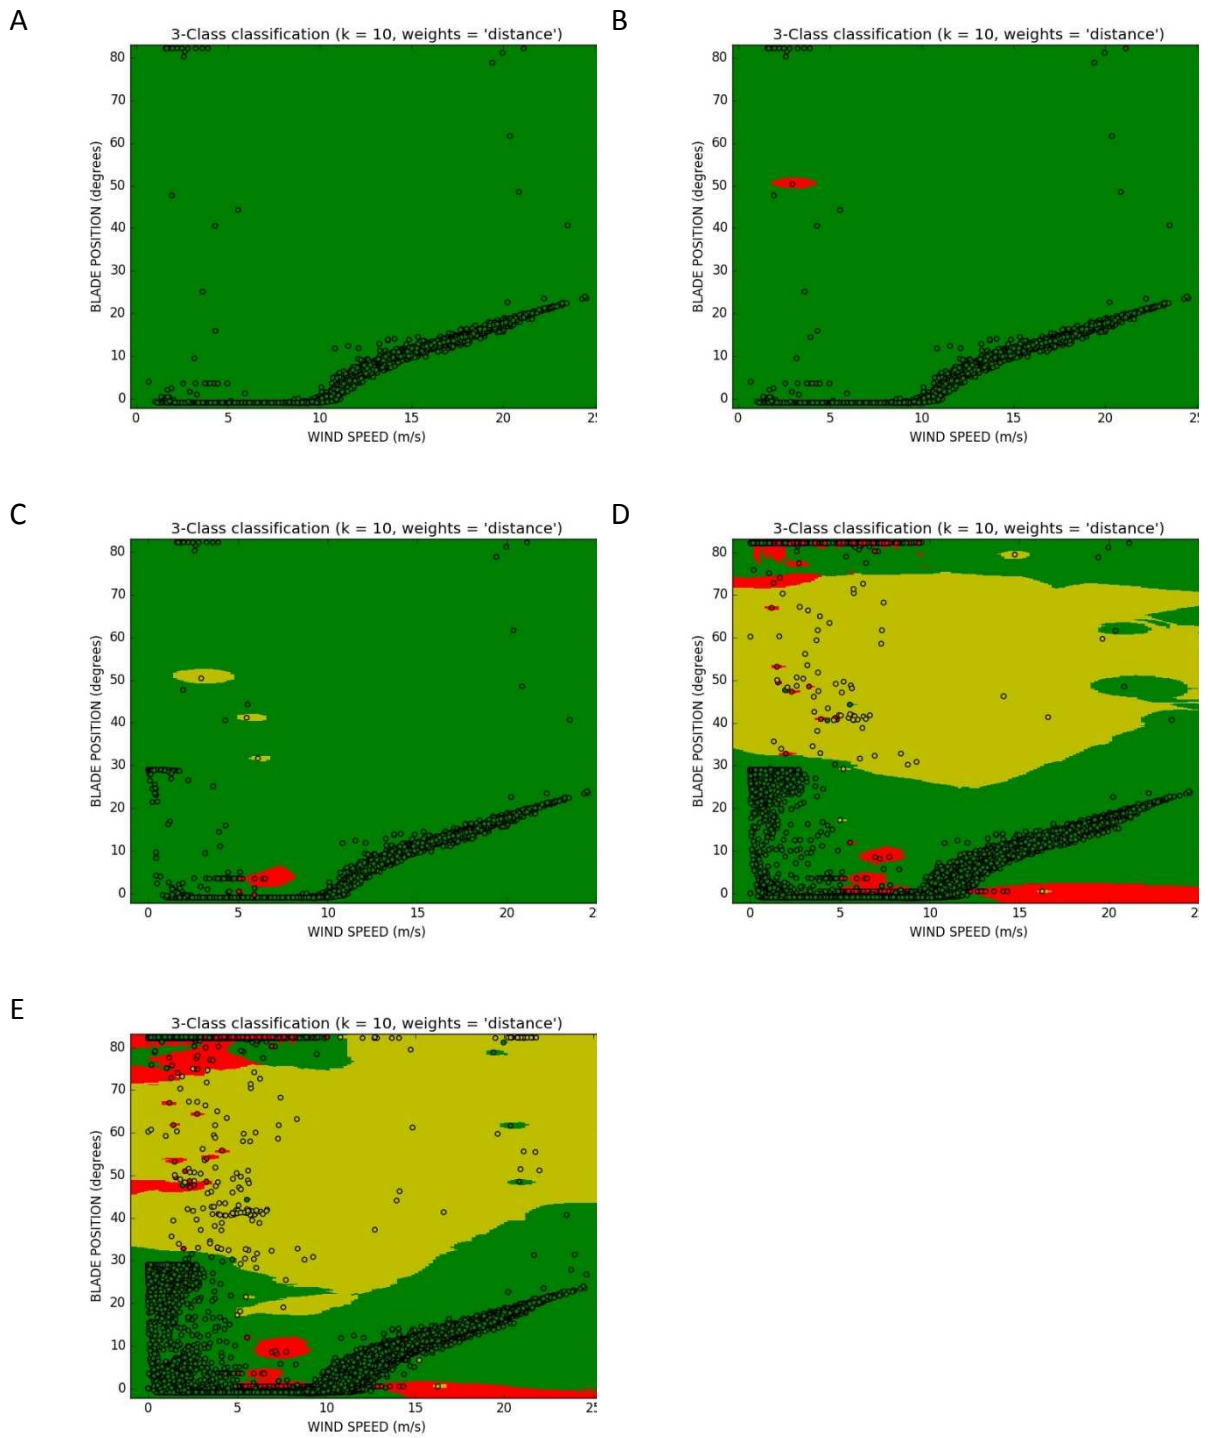 A
3-Class classification (k = 10, weights = 'distance')
80
70
60
50
40
30
20
10
0
BLADE POSITION (degrees)
0 5 10 15 20 25
WIND SPEED (m/s)
B
3-Class classification (k = 10, weights = 'distance')
80
70
60
50
40
30
20
10
0
BLADE POSITION (degrees)
0 5 10 15 20 25
WIND SPEED (m/s)
C
3-Class classification (k = 10, weights = 'distance')
80
70
60
50
40
30
20
10
0
BLADE POSITION (degrees)
0 5 10 15 20 2
WIND SPEED (m/s)
D
3-Class classification (k = 10, weights = 'distance')
80
70
60
50
40
30
20
10
0
BLADE POSITION (degrees)
0 5 10 15 20 2
WIND SPEED (m/s)
E
3-Class classification (k = 10, weights = 'distance')
80
70
60
50
40
30
20
10
0
BLADE POSITION (degrees)
0 5 10 15 20 25
WIND SPEED (m/s)